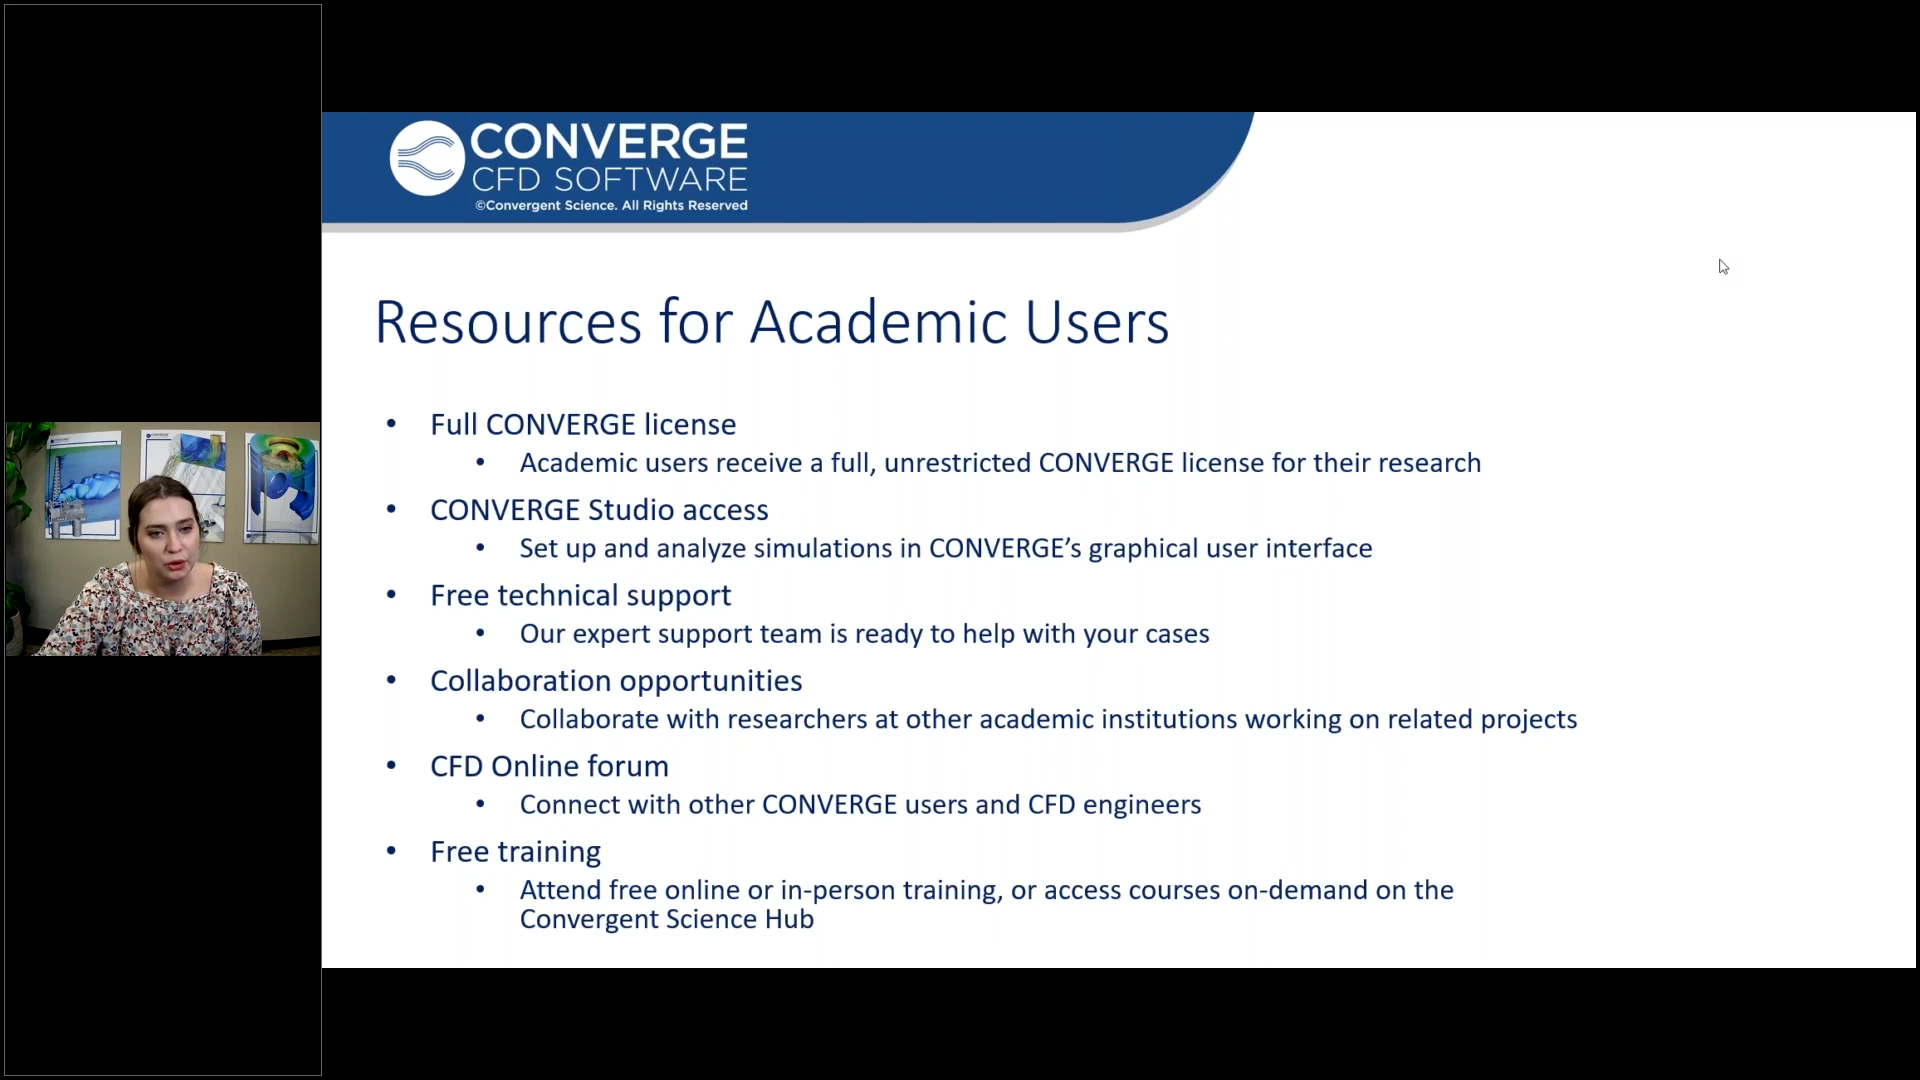 CONVERGE
CFD SOFTWARE
©Convergent Science. All Rights Reserved
Resources for Academic Users
• Full CONVERGE license
• Academic users receive a full, unrestricted CONVERGE license for their research
• CONVERGE Studio access
• Set up and analyze simulations in CONVERGE’s graphical user interface
• Free technical support
• Our expert support team is ready to help with your cases
• Collaboration opportunities
• Collaborate with researchers at other academic institutions working on related projects
• CFD Online forum
• Connect with other CONVERGE users and CFD engineers
• Free training
• Attend free online or in-person training, or access courses on-demand on the
Convergent Science Hub